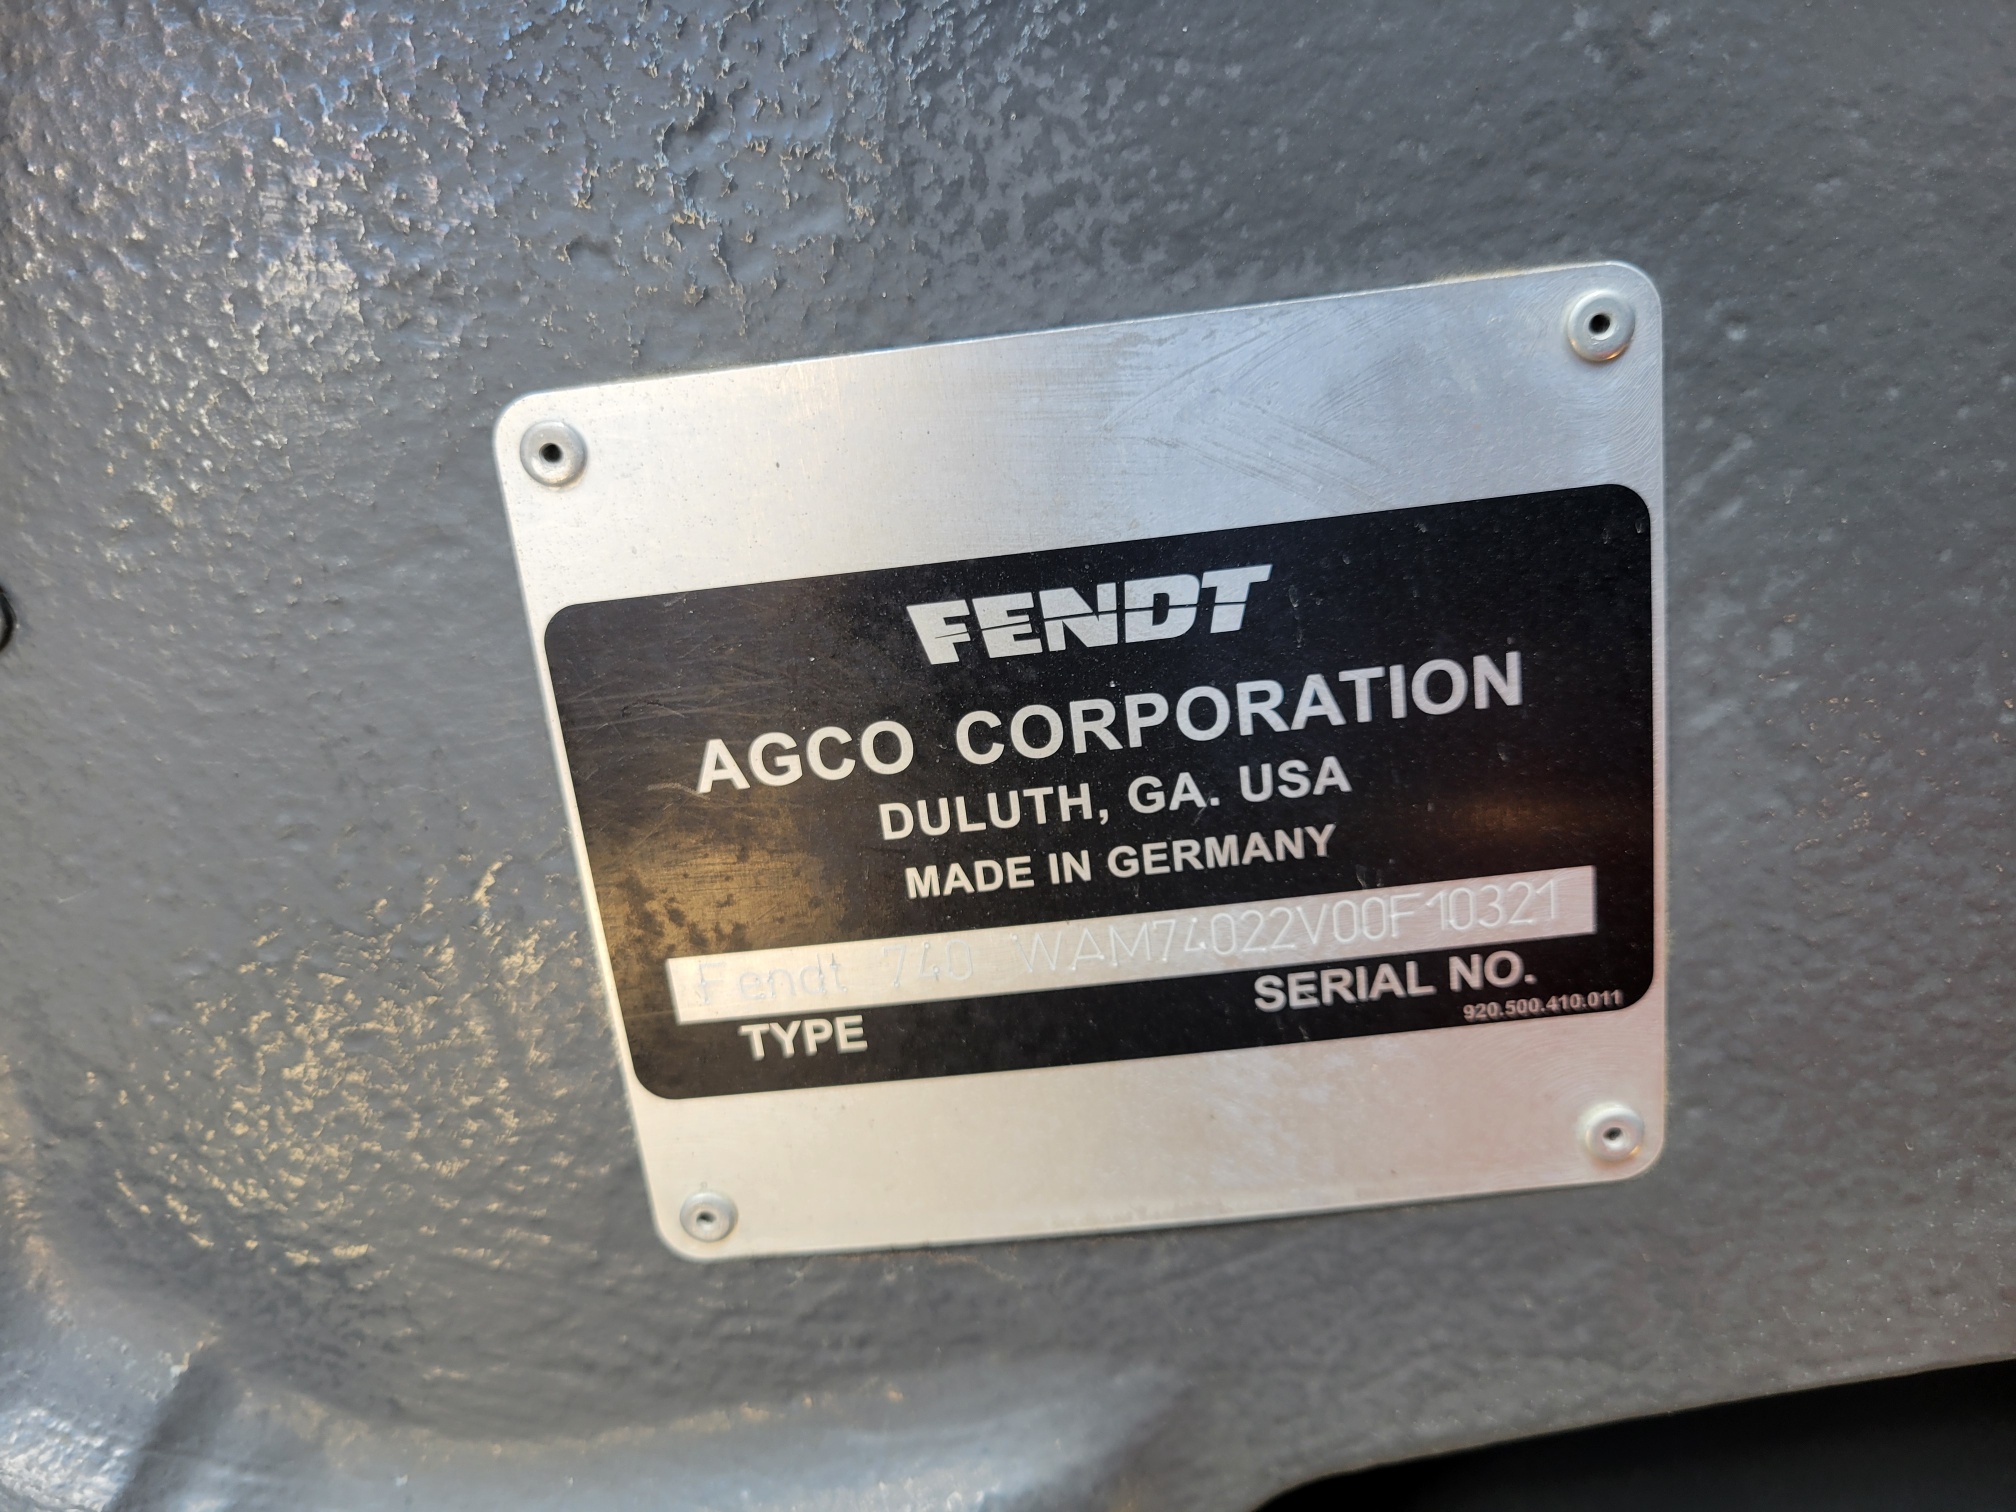 FENDT
AGCO CORPORATION
DULUTH, GA. USA
MADE IN GERMANY
Fendt 740 WAM74022V00F10321
TYPE SERIAL NO.
920.500.410.011